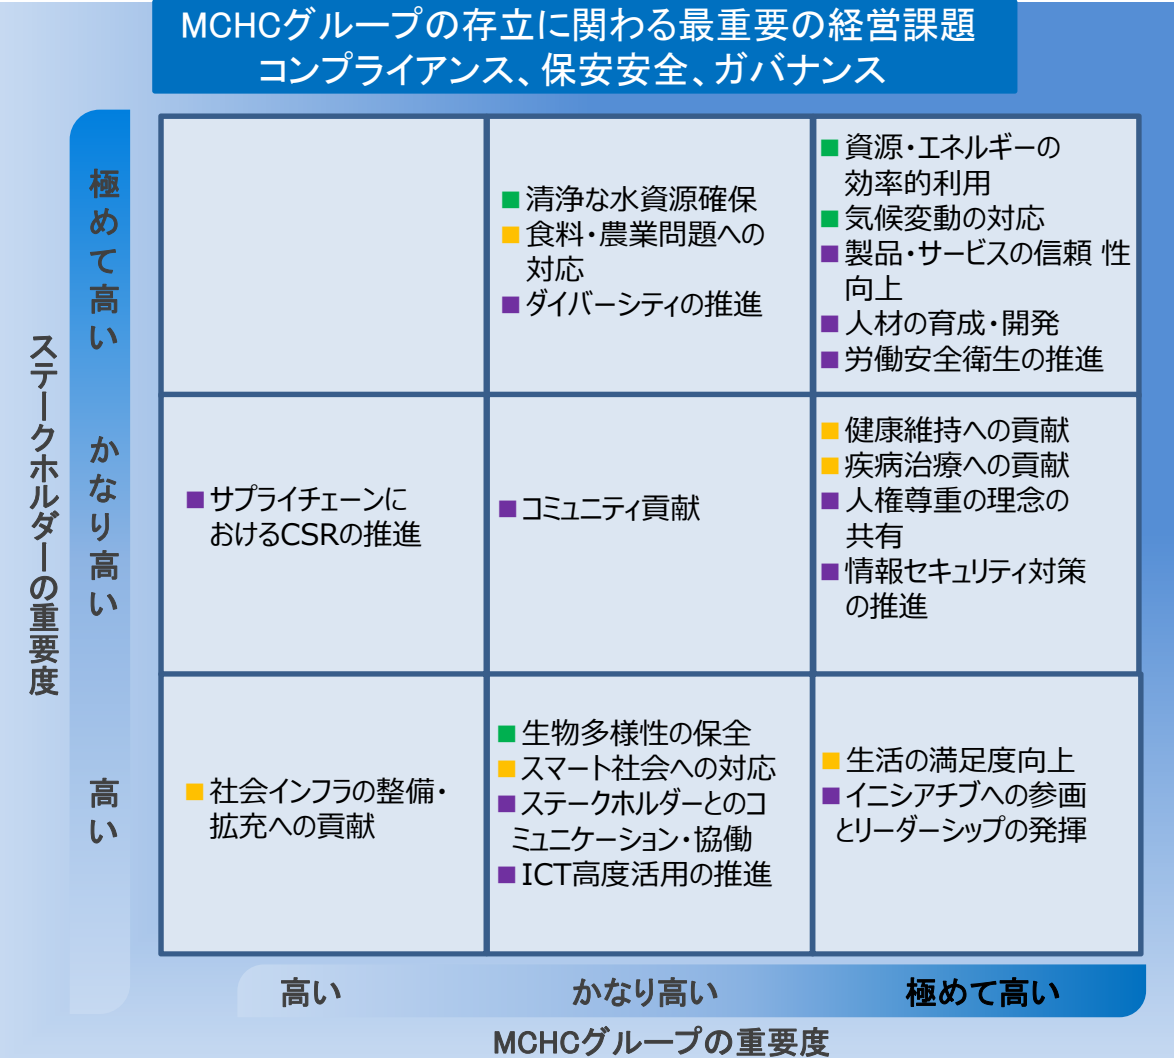 MCHCグループの存立に関わる最重要の経営課題
コンプライアンス、保安安全、ガバナンス
ステークホルダーの重要度
極めて高い
かなり高い
高い
■清浄な水資源確保
■食料・農業問題への
対応
■ダイバーシティの推進
■資源・エネルギーの
効率的利用
■気候変動の対応
■製品・サービスの信頼 性
向上
■人材の育成・開発
■労働安全衛生の推進
■サプライチェーンに
おけるCSRの推進
■コミュニティ貢献
■健康維持への貢献
■疾病治療への貢献
■人権尊重の理念の
共有
■情報セキュリティ対策
の推進
■社会インフラの整備・
拡充への貢献
■生物多様性の保全
■スマート社会への対応
■ステークホルダーとのコ
ミュニケーション・協働
■ICT高度活用の推進
■生活の満足度向上
■イニシアチブへの参画
とリーダーシップの発揮
高い
かなり高い
極めて高い
MCHCグループの重要度